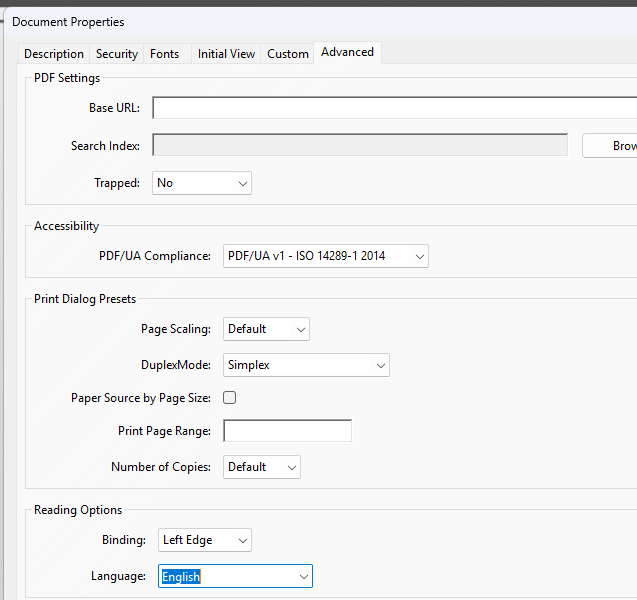 Document Properties
Description Security Fonts Initial View Custom Advanced
PDF Settings
Base URL:
Search Index: Brow
Trapped: No
Accessibility
PDF/UA Compliance: PDF/UA v1 - ISO 14289-1 2014
Print Dialog Presets
Page Scaling: Default
DuplexMode: Simplex
Paper Source by Page Size:
Print Page Range:
Number of Copies: Default
Reading Options
Binding: Left Edge
Language: English